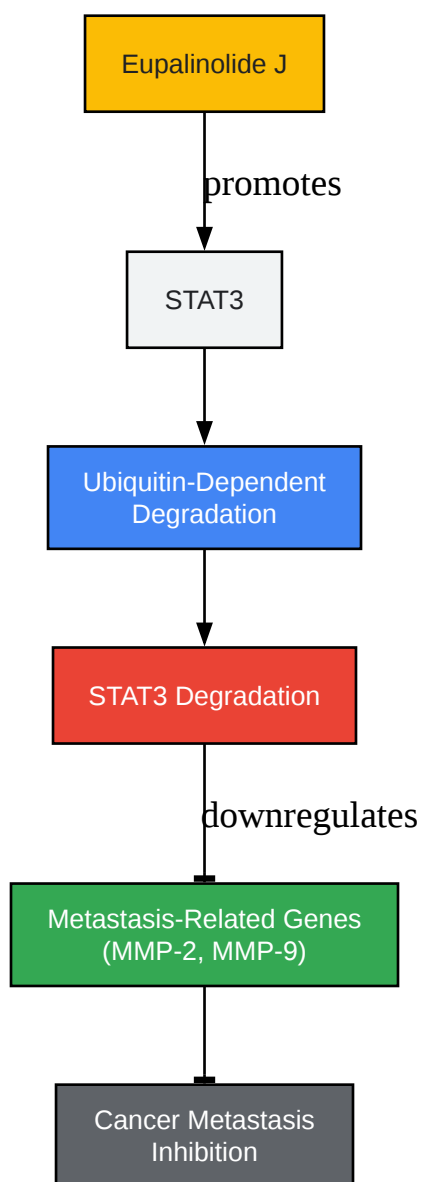 Eupalinolide J
promotes
STAT3
Ubiquitin-Dependent
Degradation
STAT3 Degradation
downregulates
Metastasis-Related Genes
(MMP-2, MMP-9)
Cancer Metastasis
Inhibition